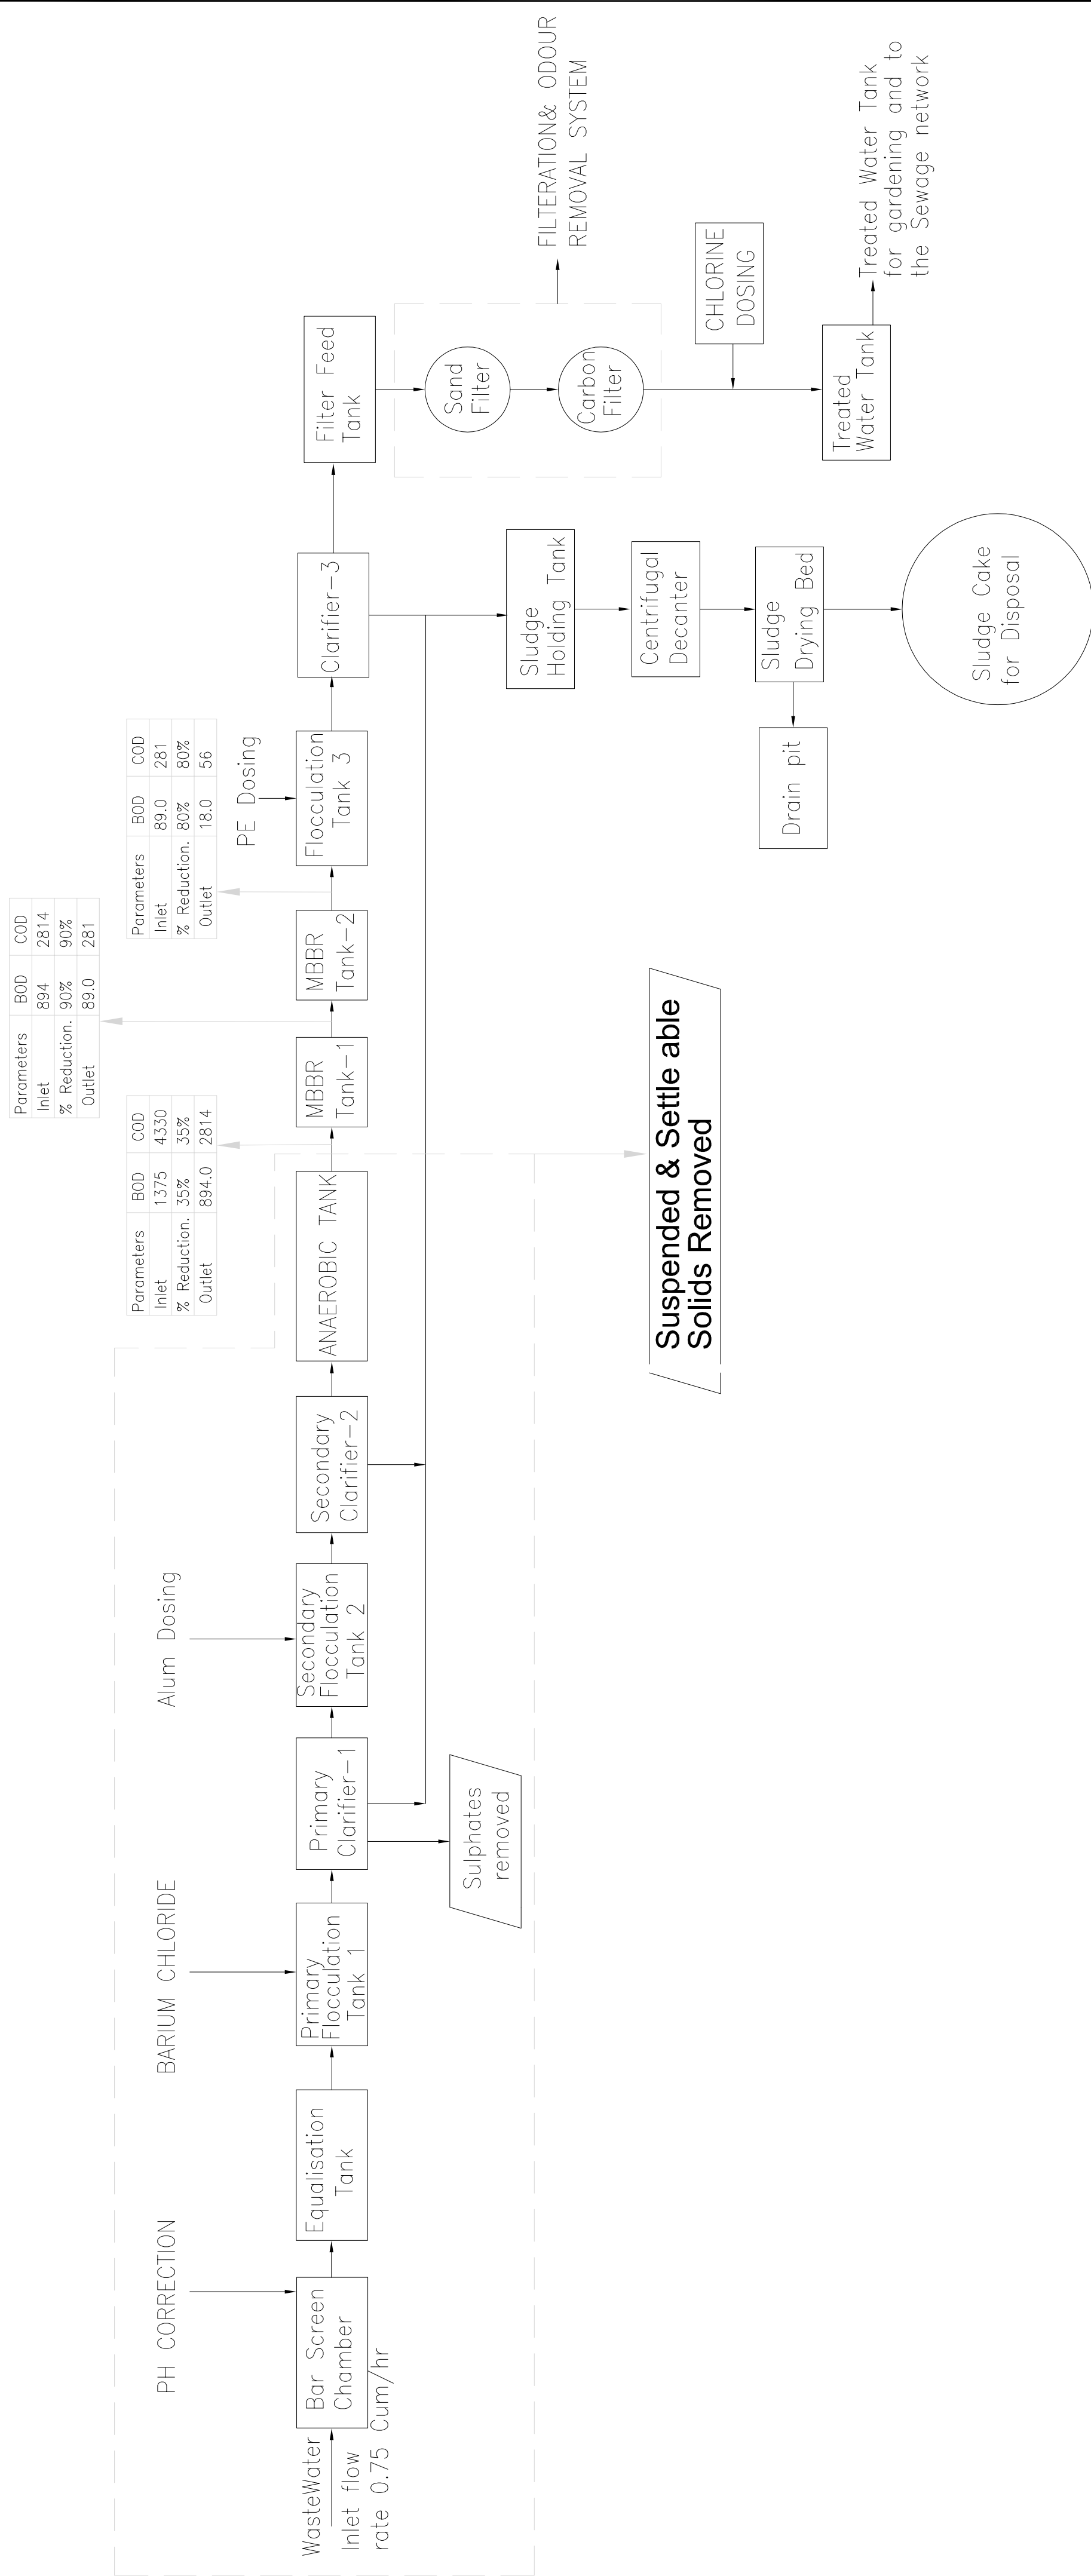 WasteWater
Inlet flow
rate 0.75 Cum/hr
PH CORRECTION
Bar Screen
Chamber
Equalisation
Tank
BARIUM CHLORIDE
Primary
Flocculation
Tank 1
Primary
Clarifier-1
Sulphates
removed
Alum Dosing
Secondary
Flocculation
Tank 2
Secondary
Clarifier-2
ANAEROBIC TANK
Parameters BOD COD
Inlet 1375 4330
% Reduction. 35% 35%
Outlet 894.0 2814
Suspended & Settle able
Solids Removed
MBBR
Tank-1
Parameters BOD COD
Inlet 894 2814
% Reduction. 90% 90%
Outlet 89.0 281
MBBR
Tank-2
Parameters BOD COD
Inlet 89.0 281
% Reduction. 80% 80%
Outlet 18.0 56
PE Dosing
Flocculation
Tank 3
Clarifier-3
Sludge
Holding Tank
Centrifugal
Decanter
Sludge
Drying Bed
Drain pit
Sludge Cake
for Disposal
Filter Feed
Tank
Sand
Filter
Carbon
Filter
FILTERATION& ODOUR
REMOVAL SYSTEM
CHLORINE
DOSING
Treated
Water Tank
Treated Water Tank
for gardening and to
the Sewage network